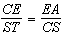 CE/ST = EA/CS